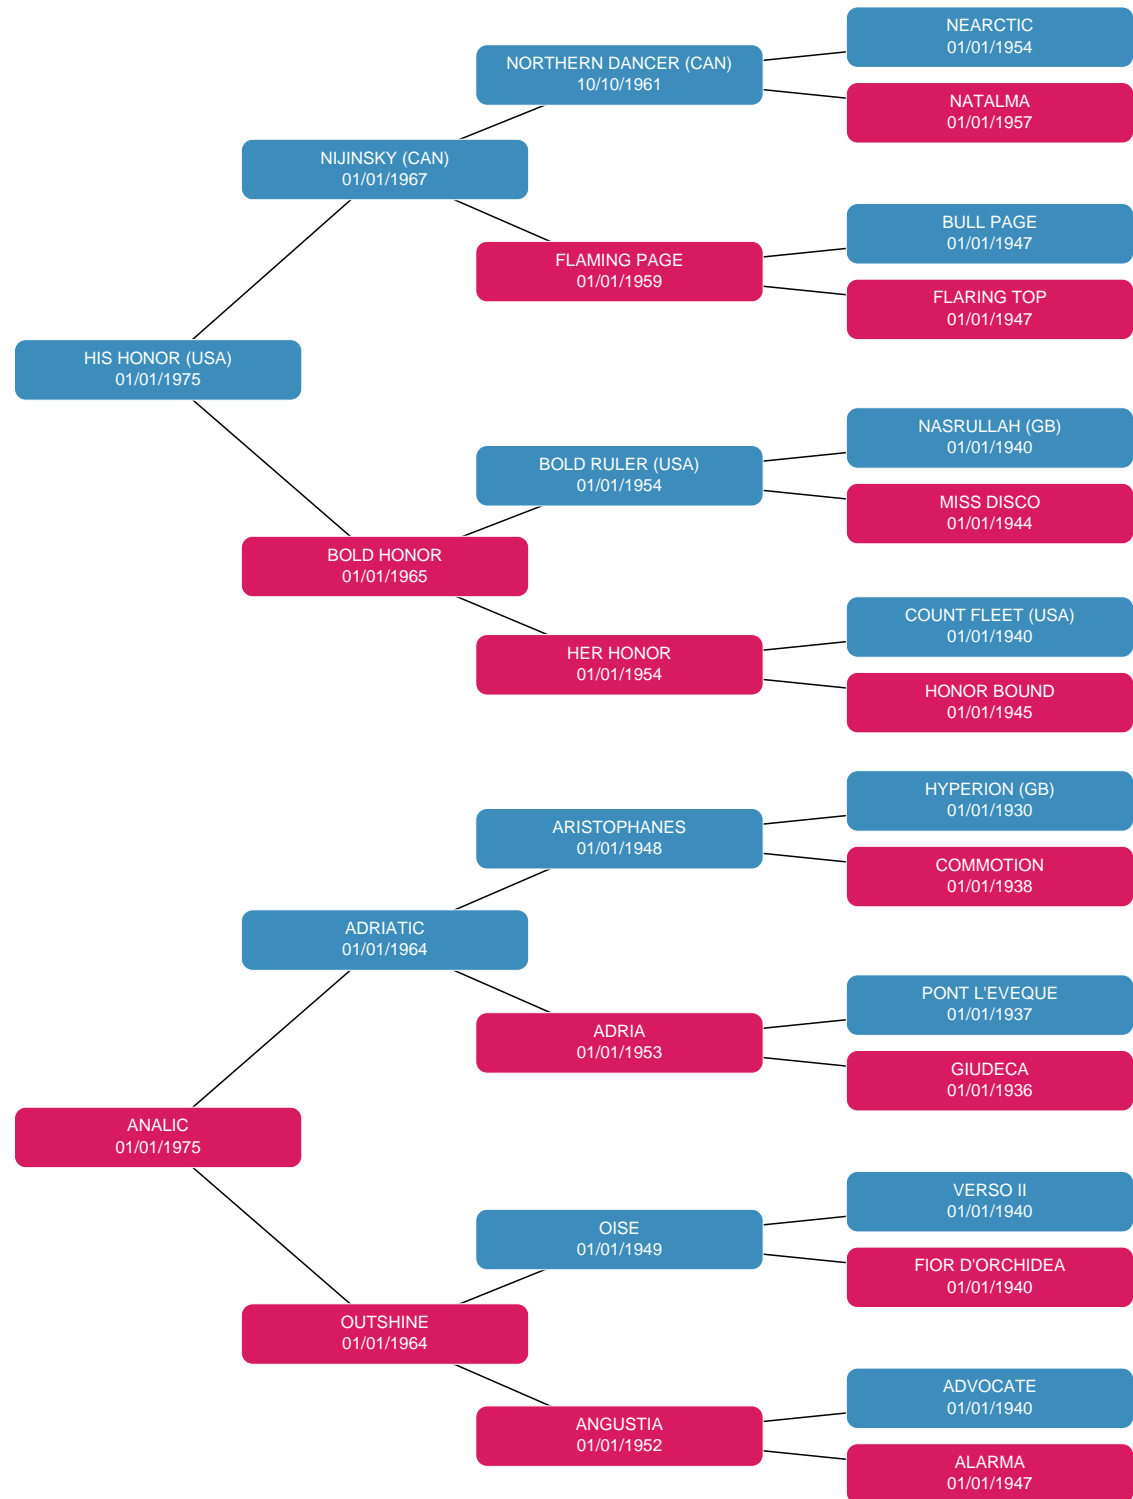 NEARCTIC
01/01/1954
NORTHERN DANCER (CAN)
10/10/1961
NATALMA
01/01/1957
NIJINSKY (CAN)
01/01/1967
BULL PAGE
01/01/1947
FLAMING PAGE
01/01/1959
FLARING TOP
01/01/1947
HIS HONOR (USA)
01/01/1975
NASRULLAH (GB)
01/01/1940
BOLD RULER (USA)
01/01/1954
MISS DISCO
01/01/1944
BOLD HONOR
01/01/1965
COUNT FLEET (USA)
01/01/1940
HER HONOR
01/01/1954
HONOR BOUND
01/01/1945
HYPERION (GB)
01/01/1930
ARISTOPHANES
01/01/1948
COMMOTION
01/01/1938
ADRIATIC
01/01/1964
PONT L'EVEQUE
01/01/1937
ADRIA
01/01/1953
GIUDECA
01/01/1936
ANALIC
01/01/1975
VERSO II
01/01/1940
OISE
01/01/1949
FIOR D'ORCHIDEA
01/01/1940
OUTSHINE
01/01/1964
ADVOCATE
01/01/1940
ANGUSTIA
01/01/1952
ALARMA
01/01/1947